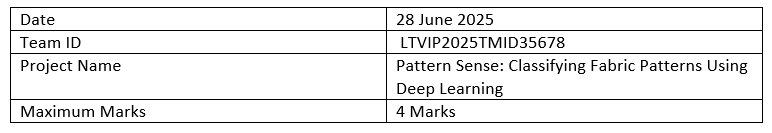 Date 28 June 2025
Team ID LTVIP2025TMID35678
Project Name Pattern Sense: Classifying Fabric Patterns Using
Deep Learning
Maximum Marks 4 Marks